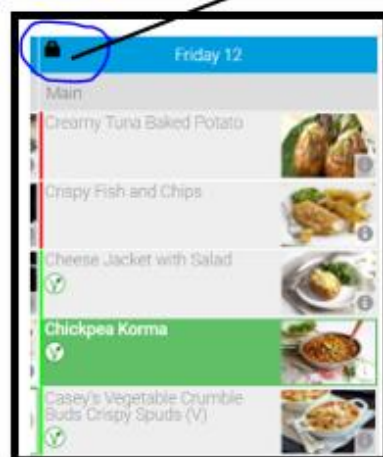 Friday 12
Main
Creamy Tuna Baked Potato
Crispy Fish and Chips
Cheese Jacket with Salad
Chickpea Korma
Casey's Vegetable Crumble
Buds Crispy Spuds (V)